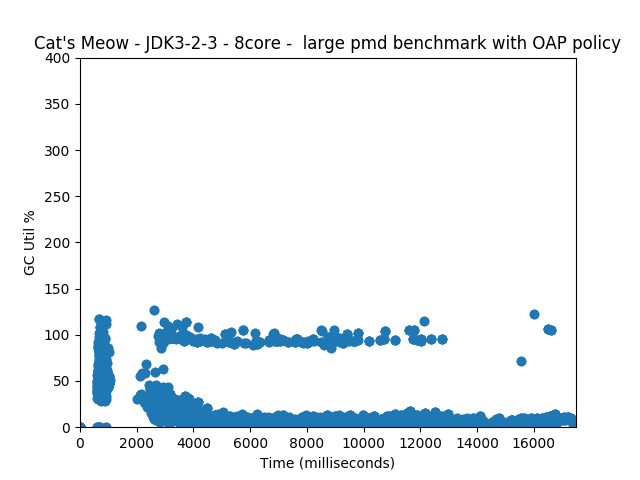 Cat's Meow - JDK3-2-3 - 8core -  large pmd benchmark with OAP policy
400
350
300
250
200
150
100
50
0
GC Util %
0 2000 4000 6000 8000 10000 12000 14000 16000
Time (milliseconds)